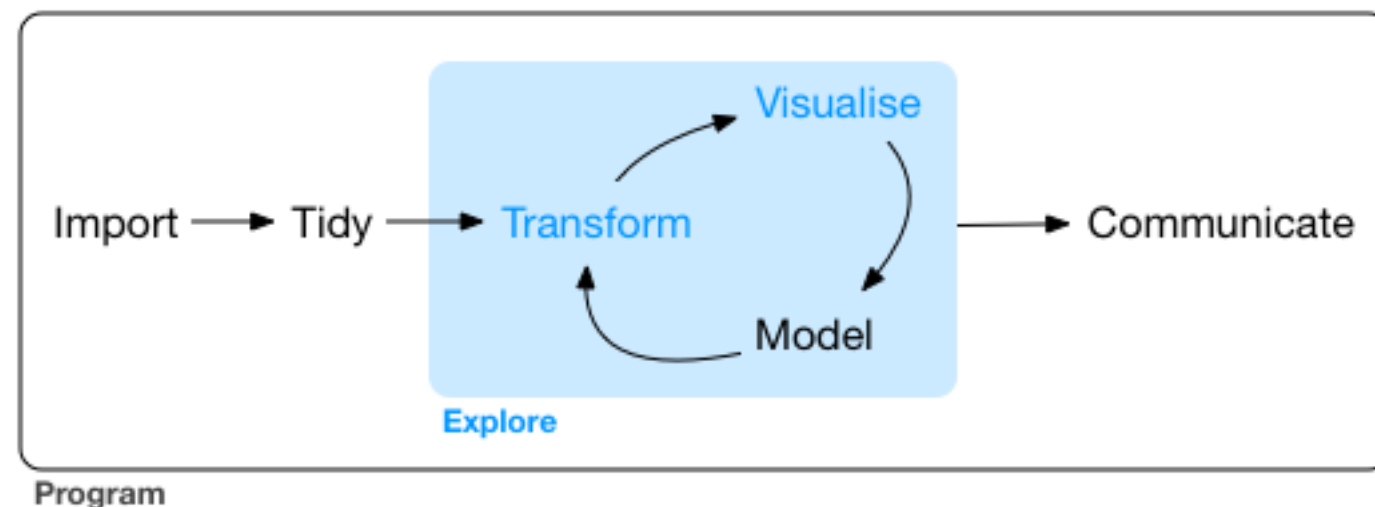 Visualise
Import Tidy Transform Communicate
Model
Explore
Program